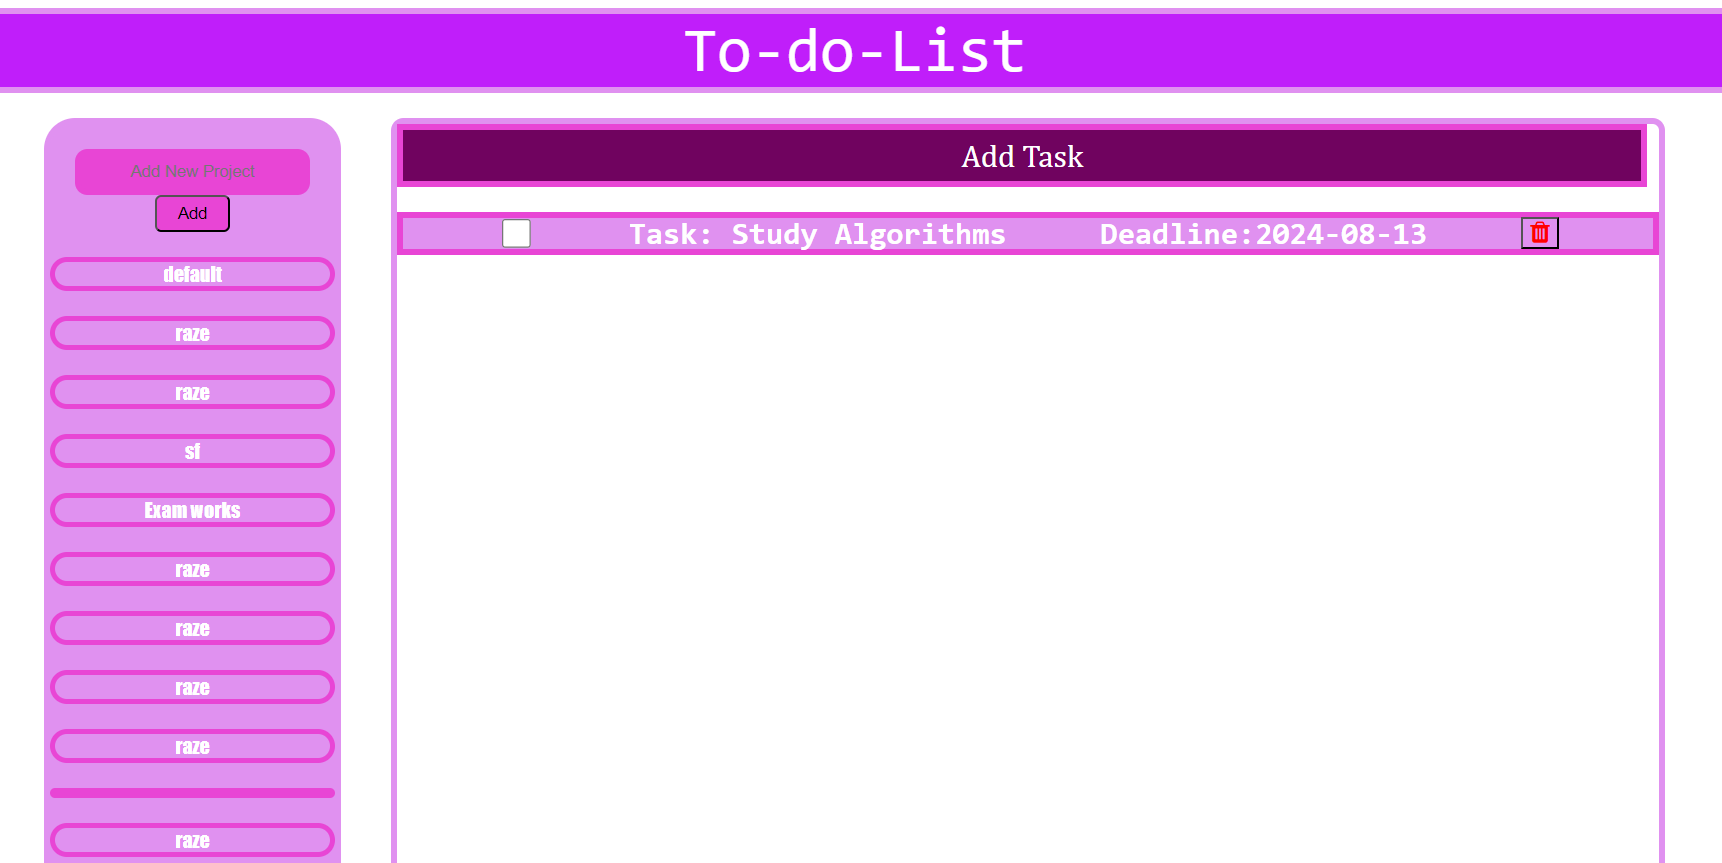 To-do-List
Add New Project
Add
default
raze
raze
sf
Exam works
raze
raze
raze
raze
raze
Add Task
Task: Study Algorithms Deadline:2024-08-13